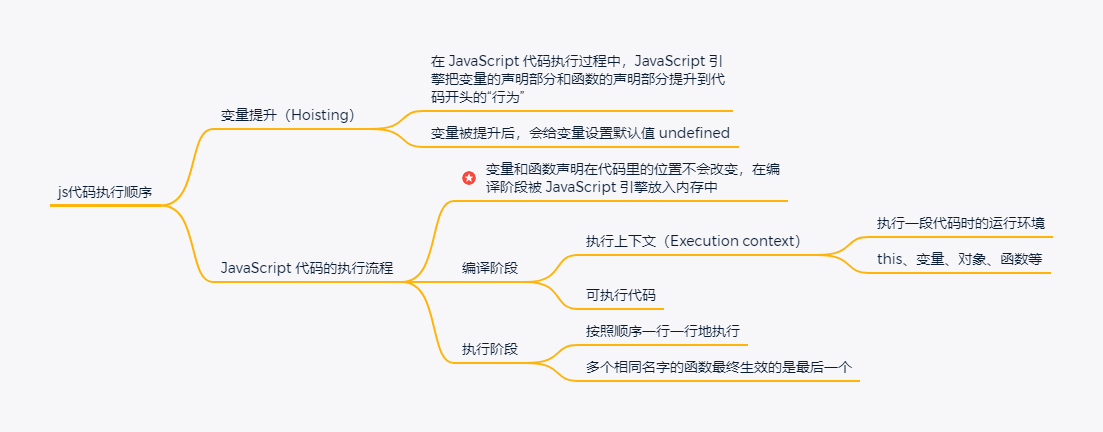 js代码执行顺序
变量提升（Hoisting）
在 JavaScript 代码执行过程中，JavaScript 引
擎把变量的声明部分和函数的声明部分提升到代
码开头的“行为”
变量被提升后，会给变量设置默认值 undefined
JavaScript 代码的执行流程
变量和函数声明在代码里的位置不会改变，在编
译阶段被 JavaScript 引擎放入内存中
编译阶段
执行上下文（Execution context）
执行一段代码时的运行环境
this、变量、对象、函数等
可执行代码
执行阶段
按照顺序一行一行地执行
多个相同名字的函数最终生效的是最后一个